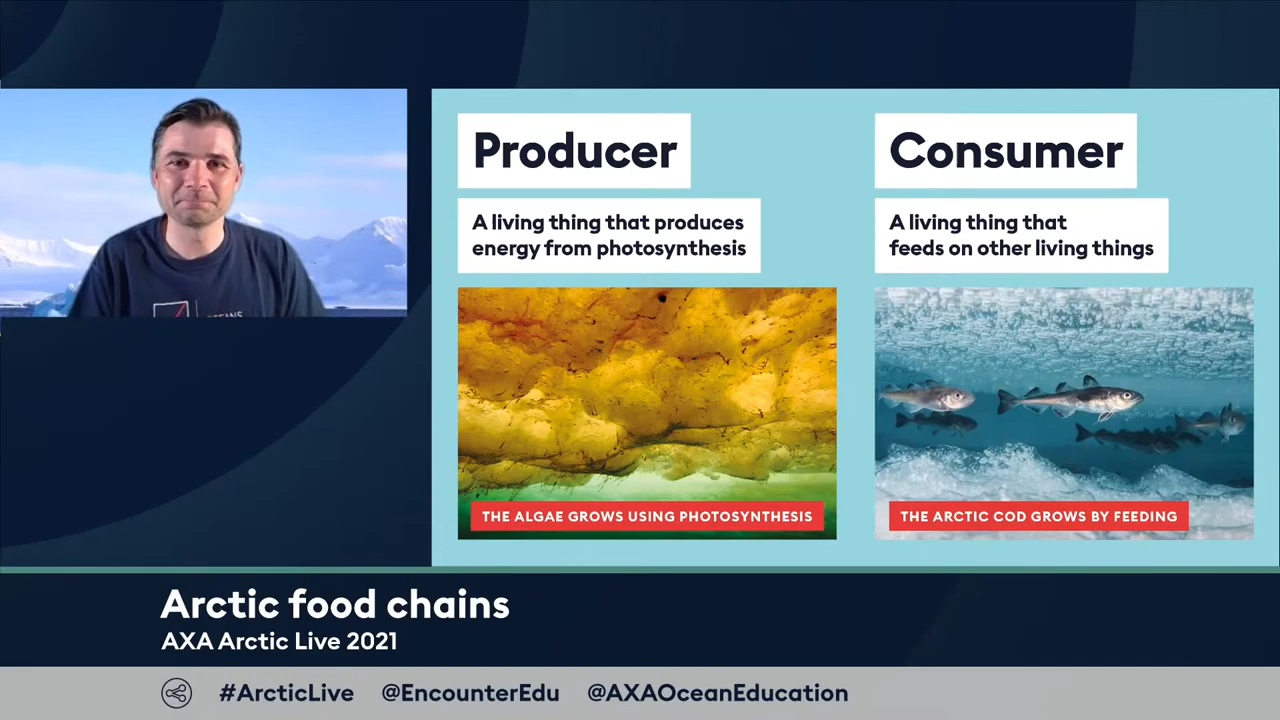 Producer
A living thing that produces
energy from photosynthesis
THE ALGAE GROWS USING PHOTOSYNTHESIS
Consumer
A living thing that
feeds on other living things
THE ARCTIC COD GROWS BY FEEDING
Arctic food chains
AXA Arctic Live 2021
#ArcticLive @EncounterEdu @AXAOceanEducation